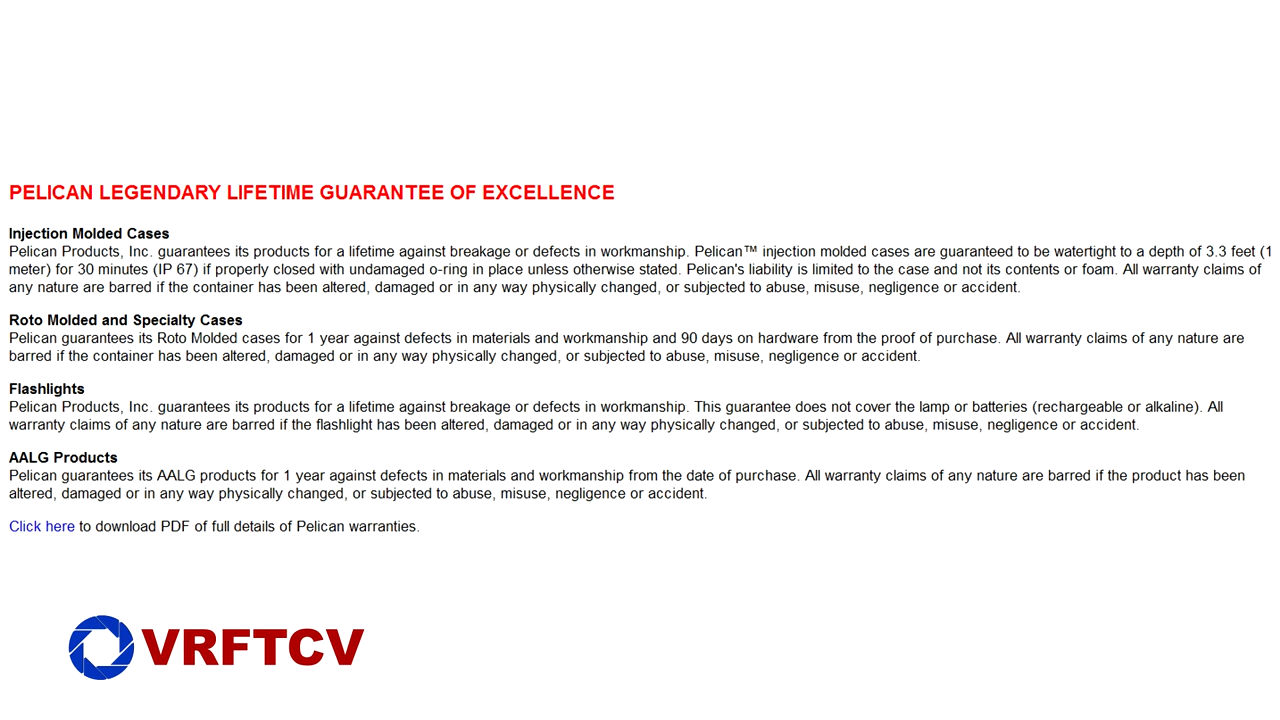 PELICAN LEGENDARY LIFETIME GUARANTEE OF EXCELLENCE
Injection Molded Cases
Pelican Products, Inc. guarantees its products for a lifetime against breakage or defects in workmanship. Pelican™ injection molded cases are guaranteed to be watertight to a depth of 3.3 feet (1
meter) for 30 minutes (IP 67) if properly closed with undamaged o-ring in place unless otherwise stated. Pelican's liability is limited to the case and not its contents or foam. All warranty claims of
any nature are barred if the container has been altered, damaged or in any way physically changed, or subjected to abuse, misuse, negligence or accident.
Roto Molded and Specialty Cases
Pelican guarantees its Roto Molded cases for 1 year against defects in materials and workmanship and 90 days on hardware from the proof of purchase. All warranty claims of any nature are
barred if the container has been altered, damaged or in any way physically changed, or subjected to abuse, misuse, negligence or accident.
Flashlights
Pelican Products, Inc. guarantees its products for a lifetime against breakage or defects in workmanship. This guarantee does not cover the lamp or batteries (rechargeable or alkaline). All
warranty claims of any nature are barred if the flashlight has been altered, damaged or in any way physically changed, or subjected to abuse, misuse, negligence or accident.
AALG Products
Pelican guarantees its AALG products for 1 year against defects in materials and workmanship from the date of purchase. All warranty claims of any nature are barred if the product has been
altered, damaged or in any way physically changed, or subjected to abuse, misuse, negligence or accident.
Click here to download PDF of full details of Pelican warranties.
VRFTCV